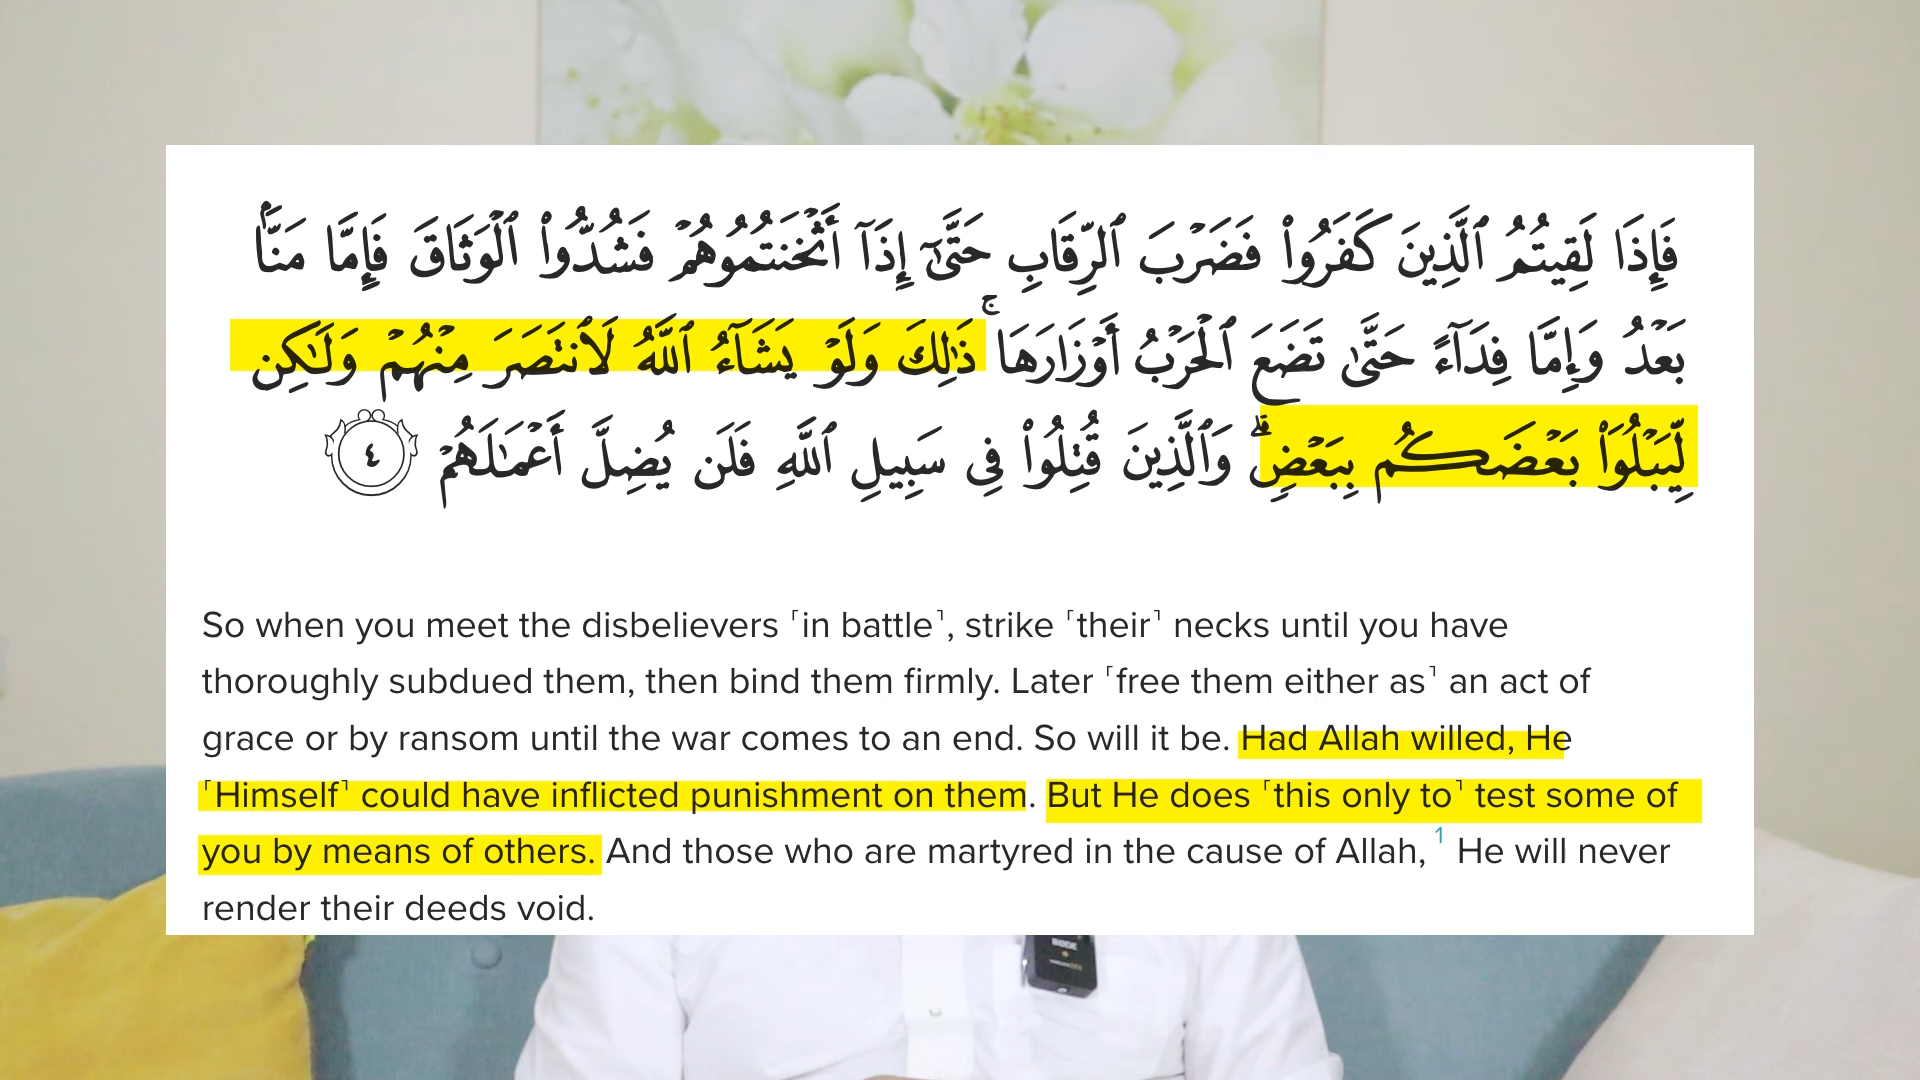 فَإِذَا لَقِيتُمُ ٱلَّذِينَ كَفَرُوا۟ فَضَرْبَ ٱلرِّقَابِ حَتَّىٰٓ إِذَآ أَثْخَنتُمُوهُمْ فَشُدُّوا۟ ٱلْوَثَاقَ فَإِمَّا مَنًّۢا
بَعْدُ وَإِمَّا فِدَآءً حَتَّىٰ تَضَعَ ٱلْحَرْبُ أَوْزَارَهَا ۚ ذَٰلِكَ وَلَوْ يَشَآءُ ٱللَّهُ لَٱنتَصَرَ مِنْهُمْ وَلَـٰكِن
لِّيَبْلُوَا۟ بَعْضَكُم بِبَعْضٍۢ ۗ وَٱلَّذِينَ قُتِلُوا۟ فِى سَبِيلِ ٱللَّهِ فَلَن يُضِلَّ أَعْمَـٰلَهُمْ ٤
So when you meet the disbelievers ˹in battle˺, strike ˹their˺ necks until you have
thoroughly subdued them, then bind them firmly. Later ˹free them either as˺ an act of
grace or by ransom until the war comes to an end. So will it be. Had Allah willed, He
˹Himself˺ could have inflicted punishment on them. But He does ˹this only to˺ test some of
you by means of others. And those who are martyred in the cause of Allah, 1 He will never
render their deeds void.
RODE